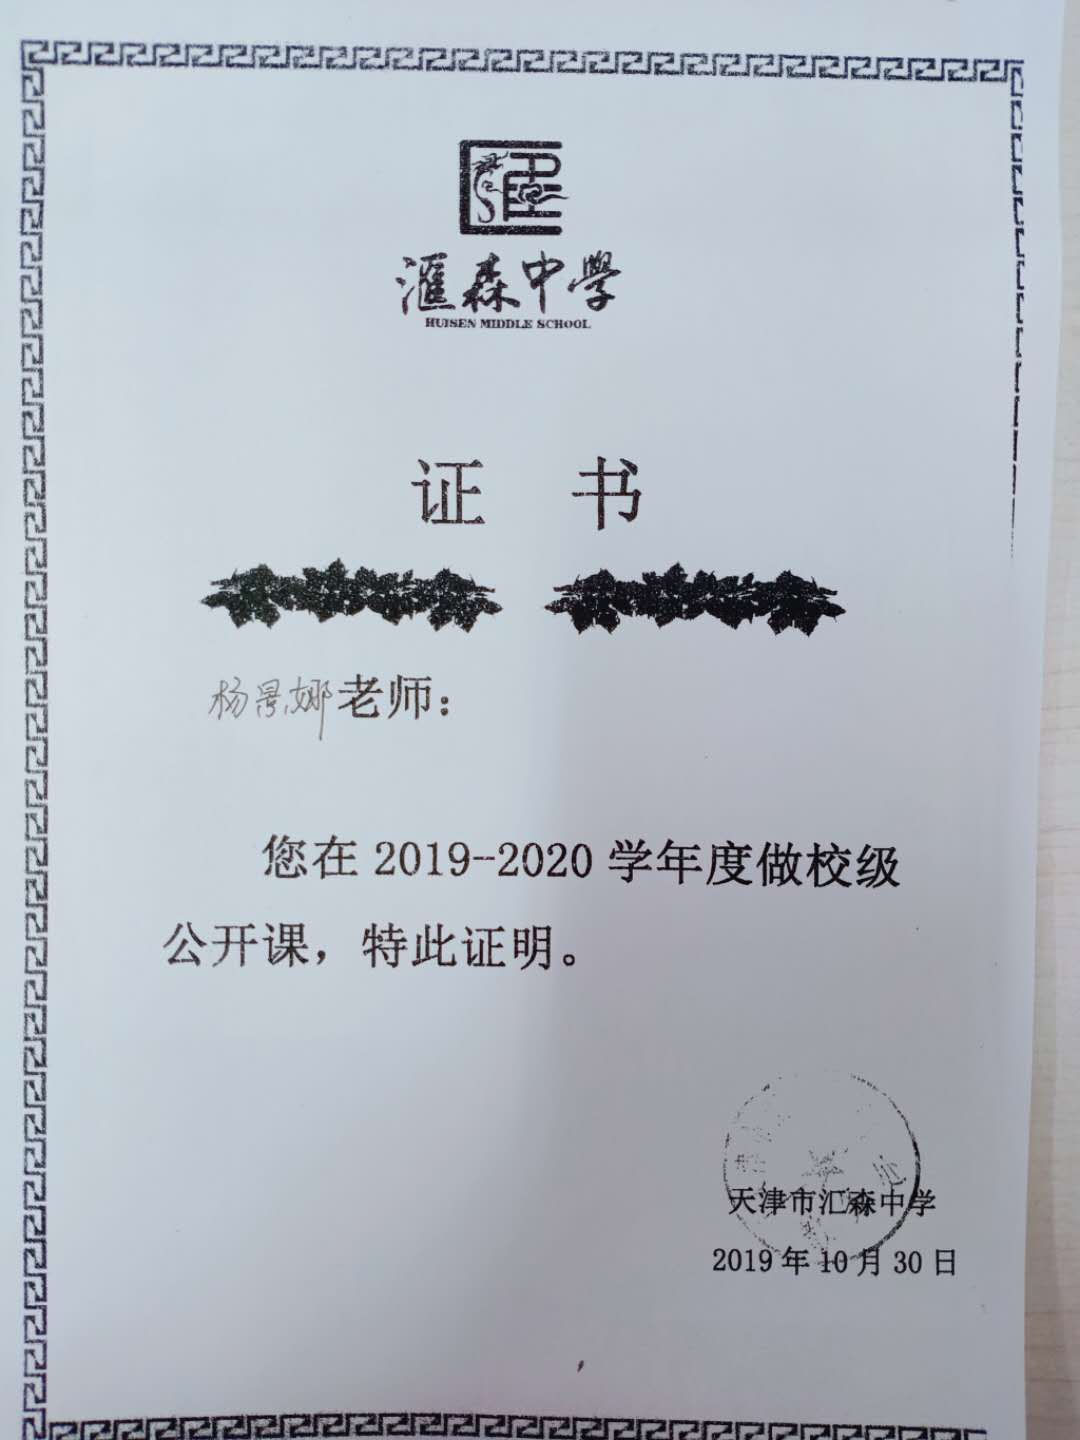 滙森中學
HUISEN MIDDLE SCHOOL
证 书
杨景娜老师：
您在 2019-2020 学年度做校级
公开课，特此证明。
天津市汇森中学
2019 年 10 月 30 日